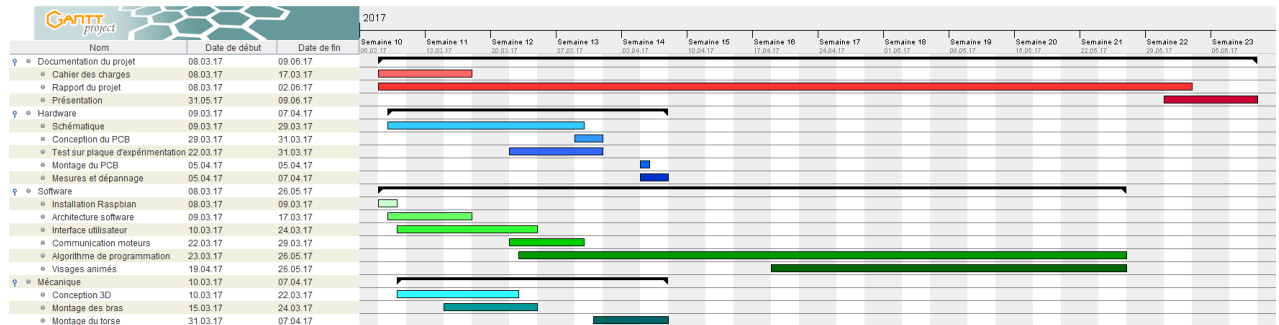 GANTT project
2017
Semaine 10 Semaine 11 Semaine 12 Semaine 13 Semaine 14 Semaine 15 Semaine 16 Semaine 17 Semaine 18 Semaine 19 Semaine 20 Semaine 21 Semaine 22 Semaine 23
Nom Date de début Date de fin 06.03.17 13.03.17 20.03.17 27.03.17 03.04.17 10.04.17 17.04.17 24.04.17 01.05.17 08.05.17 15.05.17 22.05.17 29.05.17 05.06.17
Documentation du projet 08.03.17 09.06.17
Cahier des charges 08.03.17 17.03.17
Rapport du projet 08.03.17 02.06.17
Présentation 31.05.17 09.06.17
Hardware 09.03.17 07.04.17
Schématique 09.03.17 29.03.17
Conception du PCB 29.03.17 31.03.17
Test sur plaque d'expérimentation 22.03.17 31.03.17
Montage du PCB 05.04.17 05.04.17
Mesures et dépannage 05.04.17 07.04.17
Software 08.03.17 26.05.17
Installation Raspbian 08.03.17 09.03.17
Architecture software 09.03.17 17.03.17
Interface utilisateur 10.03.17 24.03.17
Communication moteurs 22.03.17 29.03.17
Algorithme de programmation 23.03.17 26.05.17
Visages animés 19.04.17 26.05.17
Mécanique 10.03.17 07.04.17
Conception 3D 10.03.17 22.03.17
Montage des bras 15.03.17 24.03.17
Montage du torse 31.03.17 07.04.17